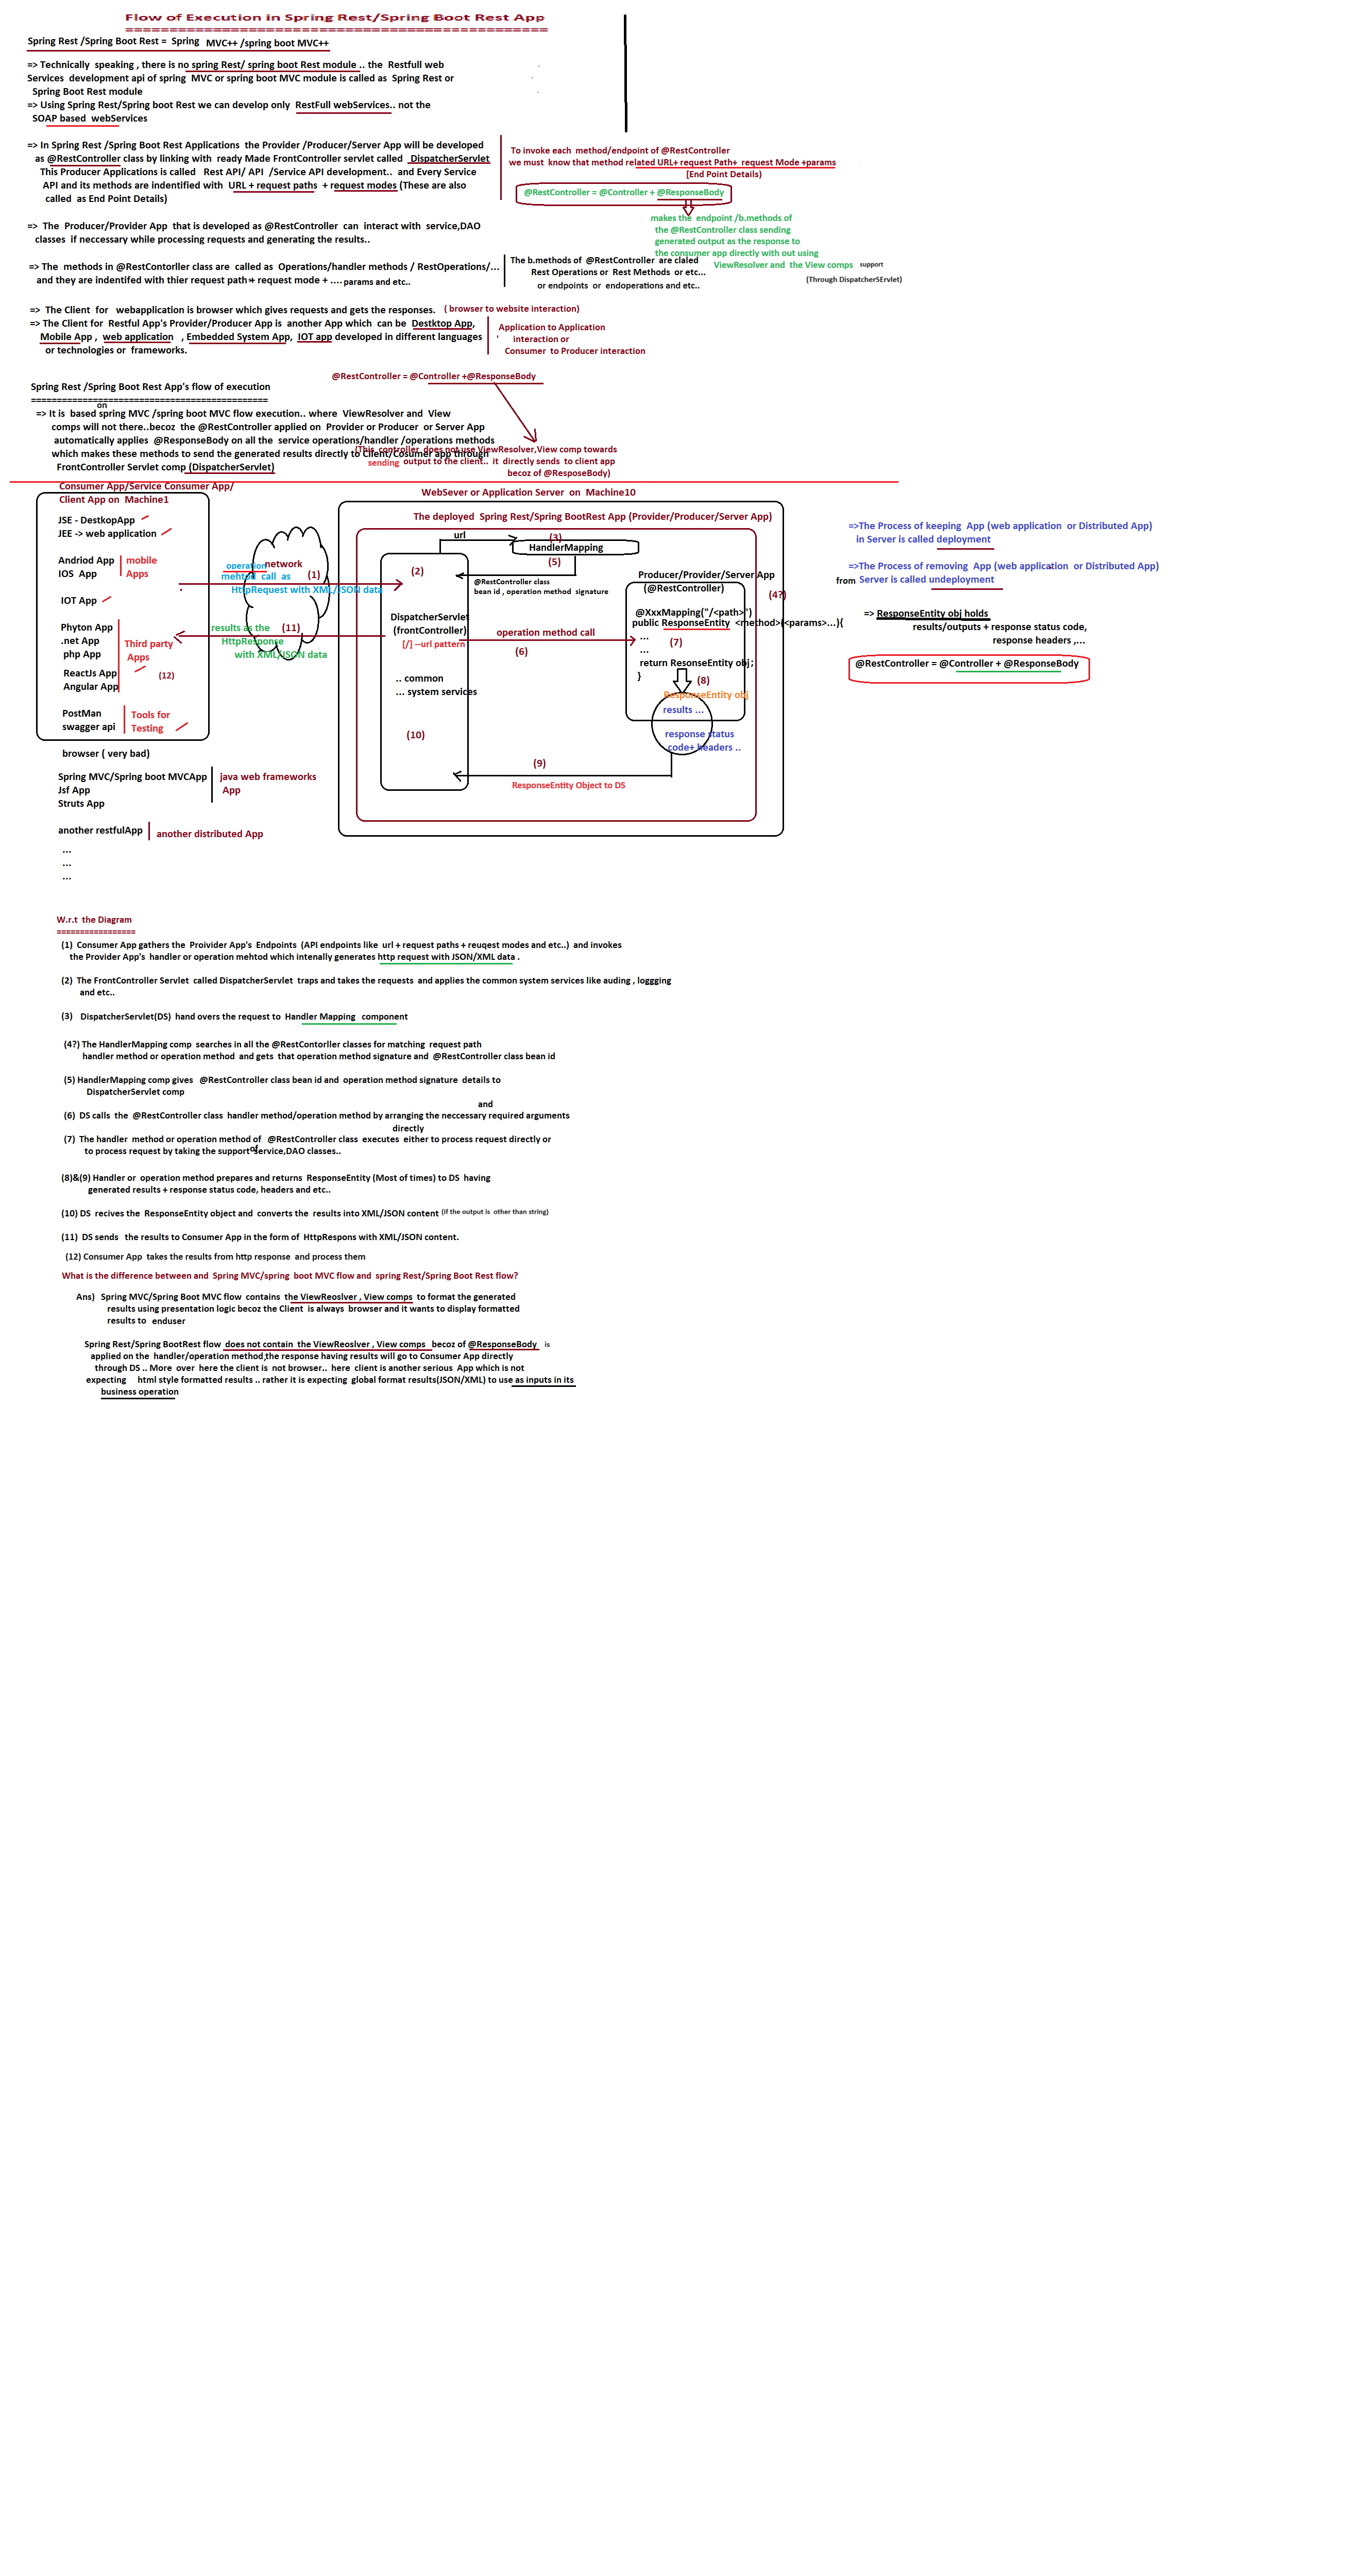 Flow of Execution in Spring Rest/Spring Boot Rest App
================================================
Spring Rest /Spring Boot Rest = Spring MVC++ /spring boot MVC++
=> Technically speaking , there is no spring Rest/ spring boot Rest module .. the Restfull web
Services development api of spring MVC or spring boot MVC module is called as Spring Rest or
Spring Boot Rest module
=> Using Spring Rest/Spring boot Rest we can develop only RestFull webServices.. not the
SOAP based webServices
=> In Spring Rest /Spring Boot Rest Applications the Provider /Producer/Server App will be developed
as @RestController class by linking with ready Made FrontController servlet called DispatcherServlet
This Producer Applications is called Rest API/ API /Service API development.. and Every Service
API and its methods are indentified with URL + request paths + request modes (These are also
called as End Point Details)
To invoke each method/endpoint of @RestController
we must know that method related URL+ request Path+ request Mode +params
[End Point Details)
@RestController = @Controller + @ResponseBody
makes the endpoint /b.methods of
the @RestController class sending
generated output as the response to
the consumer app directly with out using
ViewResolver and the View comps support
(Through DispatcherSErvlet)
=> The Producer/Provider App that is developed as @RestController can interact with service,DAO
classes if neccessary while processing requests and generating the results..
=> The methods in @RestContorller class are called as Operations/handler methods / RestOperations/...
and they are indentifed with thier request path + request mode + .... params and etc..
The b.methods of @RestController are claled
Rest Operations or Rest Methods or etc...
or endpoints or endoperations and etc..
=> The Client for webapplication is browser which gives requests and gets the responses. ( browser to website interaction)
=> The Client for Restful App's Provider/Producer App is another App which can be Destktop App,
Mobile App , web application , Embedded System App, IOT app developed in different languages
or technologies or frameworks.
Application to Application
' interaction or
Consumer to Producer interaction
@RestController = @Controller +@ResponseBody
Spring Rest /Spring Boot Rest App's flow of execution
==============================================
on
=> It is based spring MVC /spring boot MVC flow execution.. where ViewResolver and View
comps will not there..becoz the @RestController applied on Provider or Producer or Server App
automatically applies @ResponseBody on all the service operations/handler /operations methods
which makes these methods to send the generated results directly to Client/Cosumer app through
FrontController Servlet comp (DispatcherServlet)
(This controller does not use ViewResolver,View comp towards
sending output to the client.. it directly sends to client app
becoz of @ResposeBody)
Consumer App/Service Consumer App/
Client App on Machine1
JSE - DestkopApp
JEE -> web application
Andriod App
IOS App
mobile
Apps
IOT App
Phyton App
.net App
php App
ReactJs App
Angular App
Third party
Apps
(12)
PostMan
swagger api
Tools for
Testing
browser ( very bad)
Spring MVC/Spring boot MVCApp
Jsf App
Struts App
java web frameworks
App
another restfulApp
another distributed App
...
...
...
network
operation
mehtod call as (1)
HttpRequest with XML/JSON data
results as the (11)
HttpResponse
with XML/JSON data
WebSever or Application Server on Machine10
The deployed Spring Rest/Spring BootRest App (Provider/Producer/Server App)
url
(3)
HandlerMapping
(5)
@RestController class
bean id , operation method signature
(2)
DispatcherServlet
(frontController)
[/] --url pattern
.. common
... system services
(10)
operation method call
(6)
Producer/Provider/Server App
(@RestController)
(4?)
@XxxMapping("/<path>")
public ResponseEntity <method>(<params>...){
...
(7)
...
return ResonseEntity obj;
}
(8)
ResponseEntity obj
results ...
response status
code+ headers ..
(9)
ResponseEntity Object to DS
=>The Process of keeping App (web application or Distributed App)
in Server is called deployment
=>The Process of removing App (web application or Distributed App)
from Server is called undeployment
=> ResponseEntity obj holds
results/outputs + response status code,
response headers ,...
@RestController = @Controller + @ResponseBody
W.r.t the Diagram
=================
(1) Consumer App gathers the Proivider App's Endpoints (API endpoints like url + request paths + reuqest modes and etc..) and invokes
the Provider App's handler or operation mehtod which intenally generates http request with JSON/XML data .
(2) The FrontController Servlet called DispatcherServlet traps and takes the requests and applies the common system services like auding , loggging
and etc..
(3) DispatcherServlet(DS) hand overs the request to Handler Mapping component
(4?) The HandlerMapping comp searches in all the @RestContorller classes for matching request path
handler method or operation method and gets that operation method signature and @RestController class bean id
(5) HandlerMapping comp gives @RestController class bean id and operation method signature details to
DispatcherServlet comp
and
(6) DS calls the @RestController class handler method/operation method by arranging the neccessary required arguments
directly
(7) The handler method or operation method of @RestController class executes either to process request directly or
to process request by taking the support of service,DAO classes..
(8)&(9) Handler or operation method prepares and returns ResponseEntity (Most of times) to DS having
generated results + response status code, headers and etc..
(10) DS recives the ResponseEntity object and converts the results into XML/JSON content (if the output is other than string)
(11) DS sends the results to Consumer App in the form of HttpRespons with XML/JSON content.
(12) Consumer App takes the results from http response and process them
What is the difference between and Spring MVC/spring boot MVC flow and spring Rest/Spring Boot Rest flow?
Ans) Spring MVC/Spring Boot MVC flow contains the ViewReoslver , View comps to format the generated
results using presentation logic becoz the Client is always browser and it wants to display formatted
results to enduser
Spring Rest/Spring BootRest flow does not contain the ViewReoslver , View comps becoz of @ResponseBody is
applied on the handler/operation method,the response having results will go to Consumer App directly
through DS .. More over here the client is not browser.. here client is another serious App which is not
expecting html style formatted results .. rather it is expecting global format results(JSON/XML) to use as inputs in its
business operation